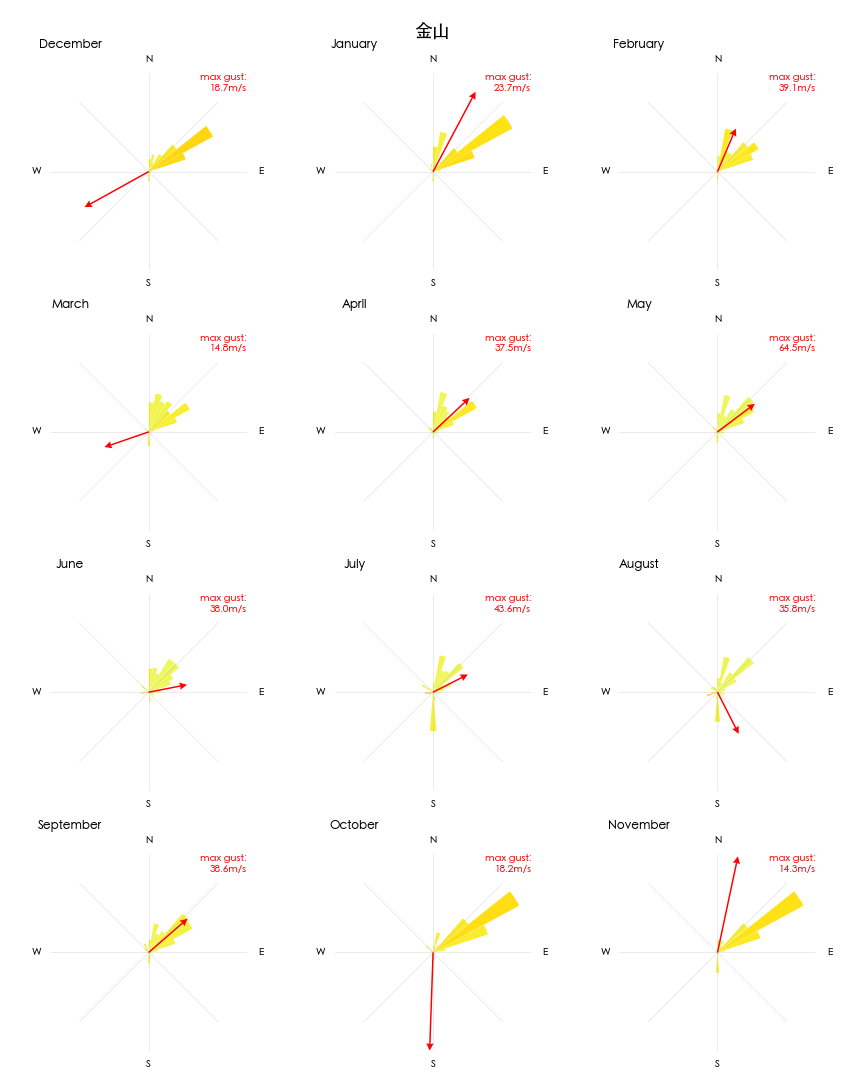 金山
December
N
max gust:
18.7m/s
W
E
S
January
N
max gust:
23.7m/s
W
E
S
February
N
max gust:
39.1m/s
W
E
S
March
N
max gust:
14.8m/s
W
E
S
April
N
max gust:
37.5m/s
W
E
S
May
N
max gust:
64.5m/s
W
E
S
June
N
max gust:
38.0m/s
W
E
S
July
N
max gust:
43.6m/s
W
E
S
August
N
max gust:
35.8m/s
W
E
S
September
N
max gust:
38.6m/s
W
E
S
October
N
max gust:
18.2m/s
W
E
S
November
N
max gust:
14.3m/s
W
E
S